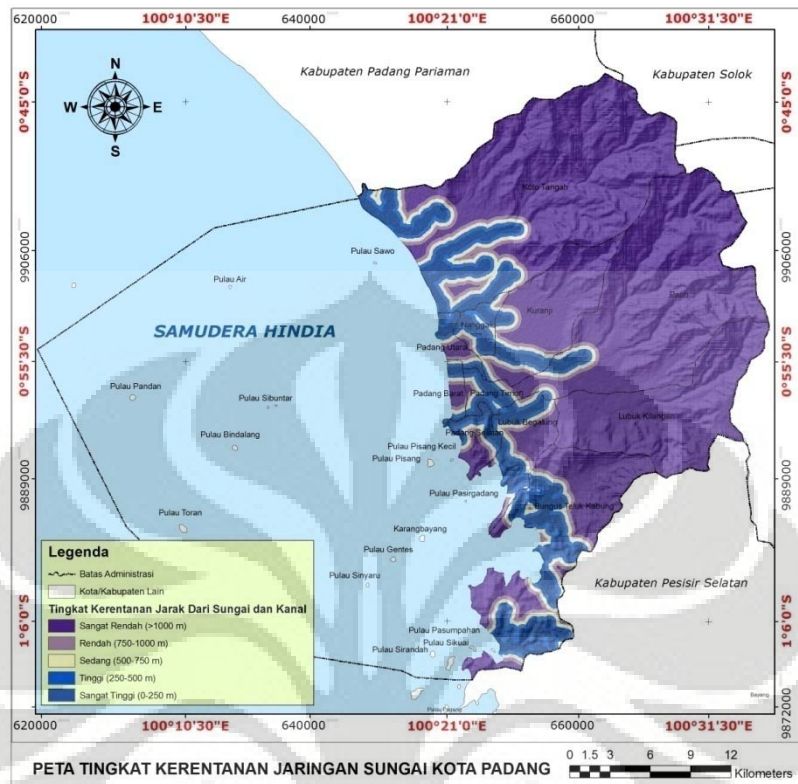 620000
100°10'30"E
640000
100°21'0"E
660000
100°31'30"E
Kabupaten Padang Pariaman
Kabupaten Solok
N
W
E
S
0°45'0"S
0°45'0"S
Koto Tangah
9906000
9906000
Pulau Sawo
Pulau Air
Pauh
Kuranji
Nanggalo
SAMUDERA HINDIA
Padang Utara
0°55'30"S
0°55'30"S
Pulau Pandan
Pulau Sibuntar
Padang Barat
Padang Timur
Lubuk Begalung
Lubuk Kilangan
Padang Selatan
Pulau Bindalang
Pulau Pisang Kecil
Pulau Pisang
9889000
9889000
Pulau Pasirgadang
Bungus Teluk Kabung
Pulau Toran
Karangbayang
Pulau Gentes
Pulau Sinyaru
Kabupaten Pesisir Selatan
Legenda
Batas Administrasi
Kota/Kabupaten Lain
Tingkat Kerentanan Jarak Dari Sungai dan Kanal
Sangat Rendah (>1000 m)
Rendah (750-1000 m)
Sedang (500-750 m)
Tinggi (250-500 m)
Sangat Tinggi (0-250 m)
1°6'0"S
1°6'0"S
Pulau Pasumpahan
Pulau Sikuai
Pulau Sirandah
Pulau Pagang
Bayang
9872000
9872000
620000
100°10'30"E
640000
100°21'0"E
660000
100°31'30"E
PETA TINGKAT KERENTANAN JARINGAN SUNGAI KOTA PADANG
0 1.5 3 6 9 12
Kilometers